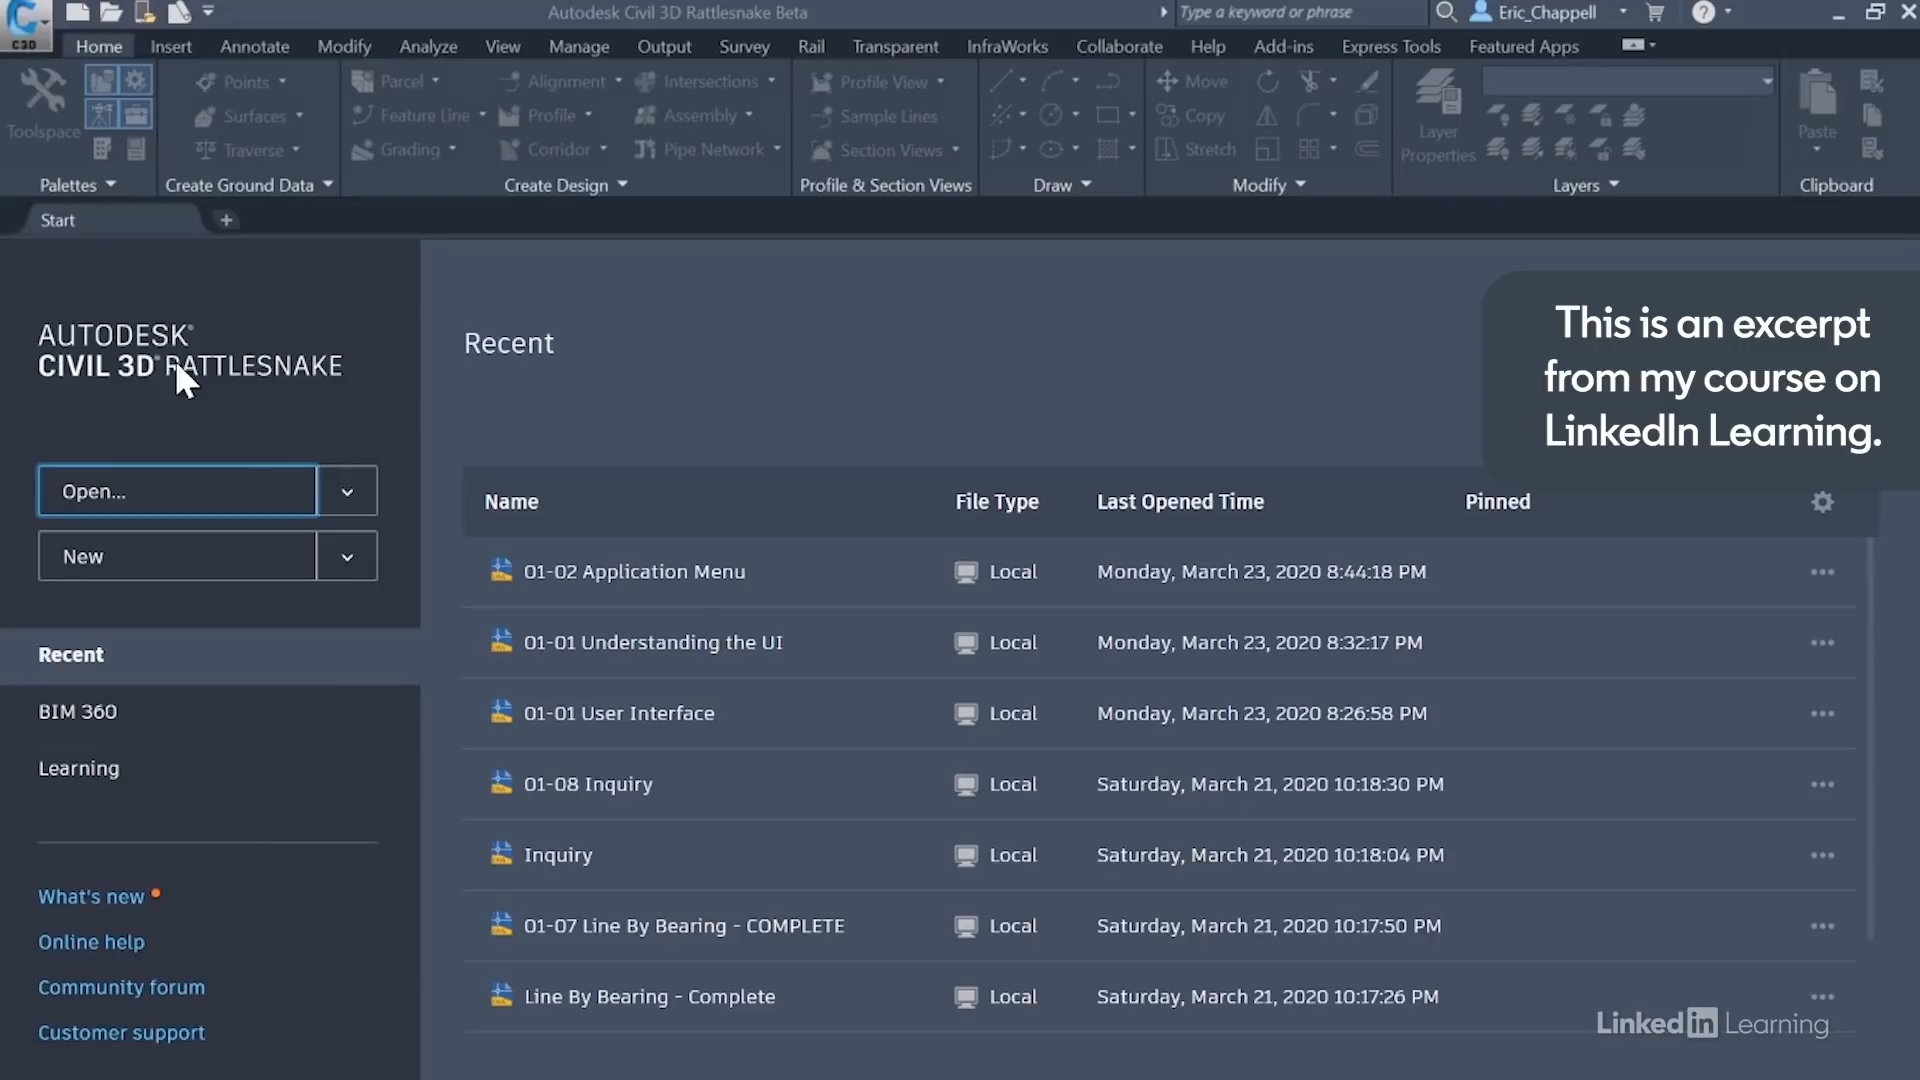 Autodesk Civil 3D Rattlesnake Beta
Type a keyword or phrase
Eric_Chappell
C3D
Home Insert Annotate Modify Analyze View Manage Output Survey Rail Transparent InfraWorks Collaborate Help Add-ins Express Tools Featured Apps
Toolspace
Points
Surfaces
Traverse
Parcel
Feature Line
Grading
Alignment
Profile
Corridor
Intersections
Assembly
Pipe Network
Profile View
Sample Lines
Section Views
Move
Copy
Stretch
Layer
Properties
Paste
Palettes
Create Ground Data
Create Design
Profile & Section Views
Draw
Modify
Layers
Clipboard
Start
AUTODESK®
CIVIL 3D® RATTLESNAKE
Open...
New
Recent
BIM 360
Learning
What's new
Online help
Community forum
Customer support
Recent
This is an excerpt
from my course on
LinkedIn Learning.
Name File Type Last Opened Time Pinned
01-02 Application Menu Local Monday, March 23, 2020 8:44:18 PM
01-01 Understanding the UI Local Monday, March 23, 2020 8:32:17 PM
01-01 User Interface Local Monday, March 23, 2020 8:26:58 PM
01-08 Inquiry Local Saturday, March 21, 2020 10:18:30 PM
Inquiry Local Saturday, March 21, 2020 10:18:04 PM
01-07 Line By Bearing - COMPLETE Local Saturday, March 21, 2020 10:17:50 PM
Line By Bearing - Complete Local Saturday, March 21, 2020 10:17:26 PM
Linked in Learning